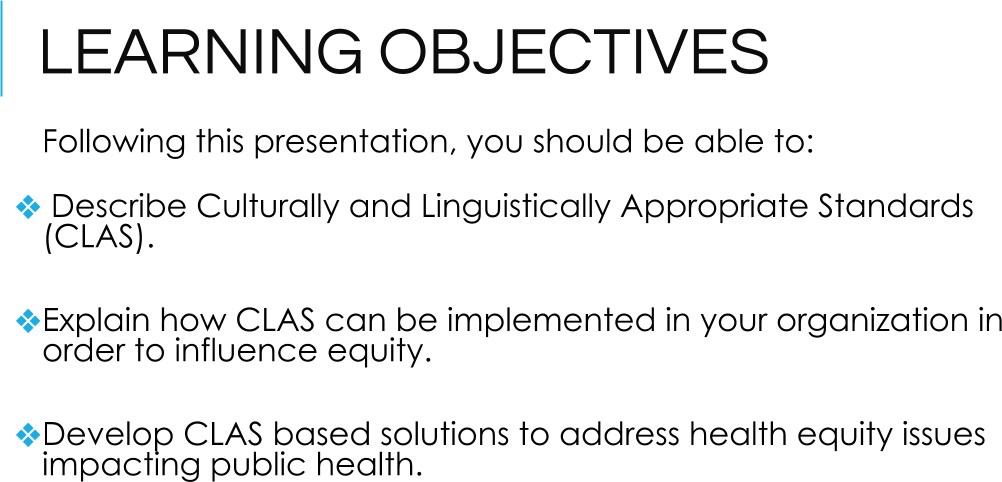 LEARNING OBJECTIVES
Following this presentation, you should be able to:
❖ Describe Culturally and Linguistically Appropriate Standards
(CLAS).
❖Explain how CLAS can be implemented in your organization in
order to influence equity.
❖Develop CLAS based solutions to address health equity issues
impacting public health.